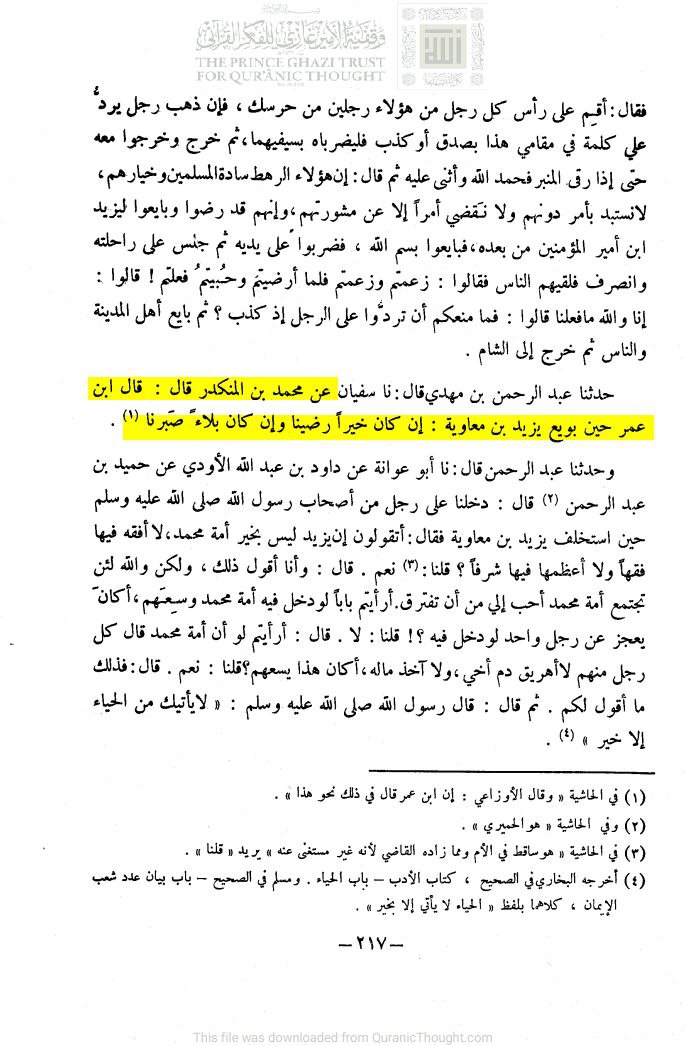 وقفية الأمير غازي للفكر القرآني
THE PRINCE GHAZI TRUST
FOR QUR'ĀNIC THOUGHT
فقال: أقيم على رأس كل رجل من هؤلاء رجلين من حرسك ، فإن ذهب رجل يردُّ
علي كلمة في مقامي هذا بصدق أو كذب فليضرباه بسيفيهما، ثم خرج وخرجوا معه
حتى إذا رقى المنبر فحمد الله وأثنى عليه ثم قال: إن هؤلاء الرهط سادة المسلمين وخيارهم،
لانستبد بأمر دونهم ولا نقضي أمراً إلا عن مشورتهم، وإنهم قد رضوا وبايعوا ليزيد
ابن أمير المؤمنين من بعده، فبايعوا بسم الله ، فضربوا على يديه ثم جلس على راحلته
وانصرف فلقيهم الناس فقالوا : زعمتم وزعمتم فلما أرضيتم وحُبيتم فعلتم ! قالوا :
إنا والله مافعلنا قالوا : فما منعكم أن تردُّوا على الرجل إذ كذب ؟ ثم بايع أهل المدينة
والناس ثم خرج إلى الشام .
حدثنا عبد الرحمن بن مهدي قال: نا سفيان عن محمد بن المنكدر قال : قال ابن
عمر حين بويع يزيد بن معاوية : إن كان خيراً رضينا وإن كان بلاءً صبرنا (١) .
وحدثنا عبد الرحمن قال: نا أبو عوانة عن داود بن عبد الله الأودي عن حميد بن
عبد الرحمن (٢) قال : دخلنا على رجل من أصحاب رسول الله صلى الله عليه وسلم
حين استخلف يزيد بن معاوية فقال: أتقولون إن يزيد ليس بخير أمة محمد، لا أفقه فيها
فقهاً ولا أعظمها فيها شرفاً ؟ قلنا: (٣) نعم . قال : وأنا أقول ذلك ، ولكن والله لئن
تجتمع أمة محمد أحب إلي من أن تفترق. أرأيتم باباً لودخل فيه أمة محمد وسعهم، أكان
يعجز عن رجل واحد لودخل فيه ؟! قلنا : لا . قال : أرأيتم لو أن أمة محمد قال كل
رجل منهم لاأهريق دم أخي، ولا آخذ ماله، أكان هذا يسعهم؟ قلنا : نعم . قال: فذلك
ما أقول لكم . ثم قال : قال رسول الله صلى الله عليه وسلم : « لايأتيك من الحياء
إلا خير » (٤) .
(١) في الحاشية « وقال الأوزاعي : إن ابن عمر قال في ذلك نحو هذا » .
(٢) وفي الحاشية « هو الحميري » .
(٣) في الحاشية « هوساقط في الأم ومما زاده القاضي لأنه غير مستغنى عنه » يريد « قلنا » .
(٤) أخرجه البخاري في الصحيح ، كتاب الأدب – باب الحياء . ومسلم في الصحيح – باب بيان عدد شعب
الإيمان ، كلاهما بلفظ « الحياء لا يأتي إلا بخير » .
– ٢١٧ –
This file was downloaded from QuranicThought.com